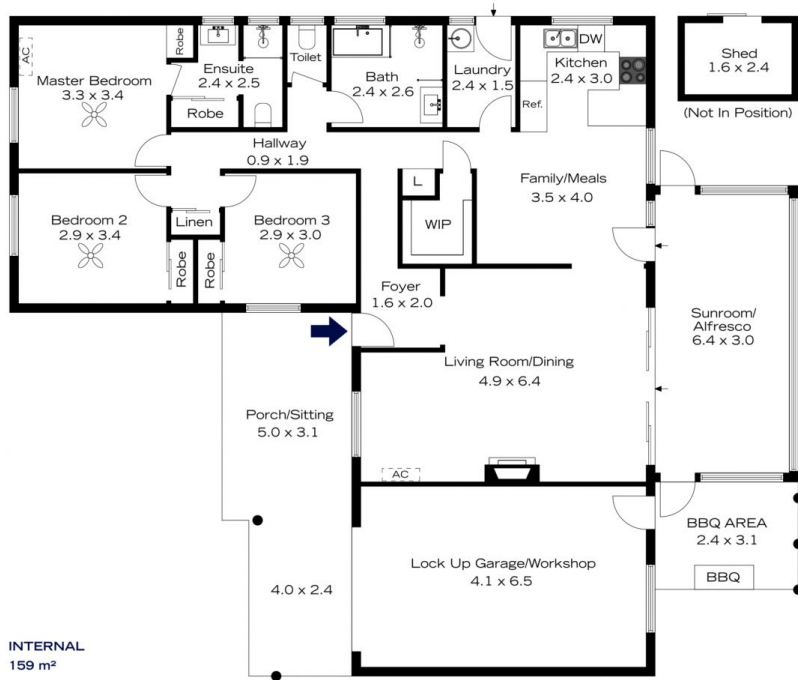 AC
Master Bedroom
3.3 x 3.4
Robe
Ensuite
2.4 x 2.5
Robe
Toilet
Bath
2.4 x 2.6
Laundry
2.4 x 1.5
Kitchen
2.4 x 3.0
DW
Ref.
Shed
1.6 x 2.4
(Not In Position)
Hallway
0.9 x 1.9
Family/Meals
3.5 x 4.0
L
WIP
Bedroom 2
2.9 x 3.4
Robe
Linen
Robe
Bedroom 3
2.9 x 3.0
Foyer
1.6 x 2.0
Sunroom/
Alfresco
6.4 x 3.0
Living Room/Dining
4.9 x 6.4
AC
Porch/Sitting
5.0 x 3.1
4.0 x 2.4
Lock Up Garage/Workshop
4.1 x 6.5
BBQ AREA
2.4 x 3.1
BBQ
INTERNAL
159 m²